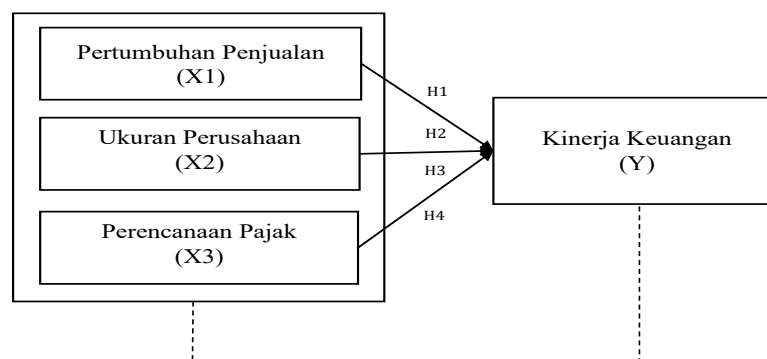 Pertumbuhan Penjualan
(X1)
H1
Ukuran Perusahaan
(X2)
H2
Kinerja Keuangan
(Y)
H3
Perencanaan Pajak
(X3)
H4